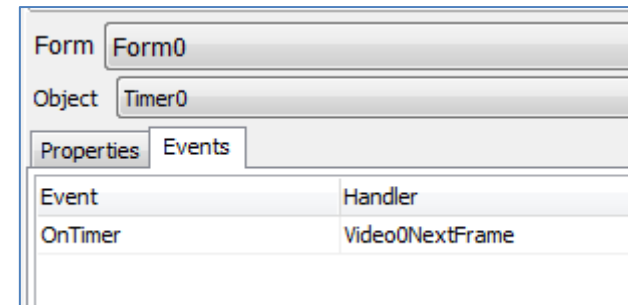 Form Form0
Object Timer0
Properties Events
Event Handler
OnTimer Video0NextFrame